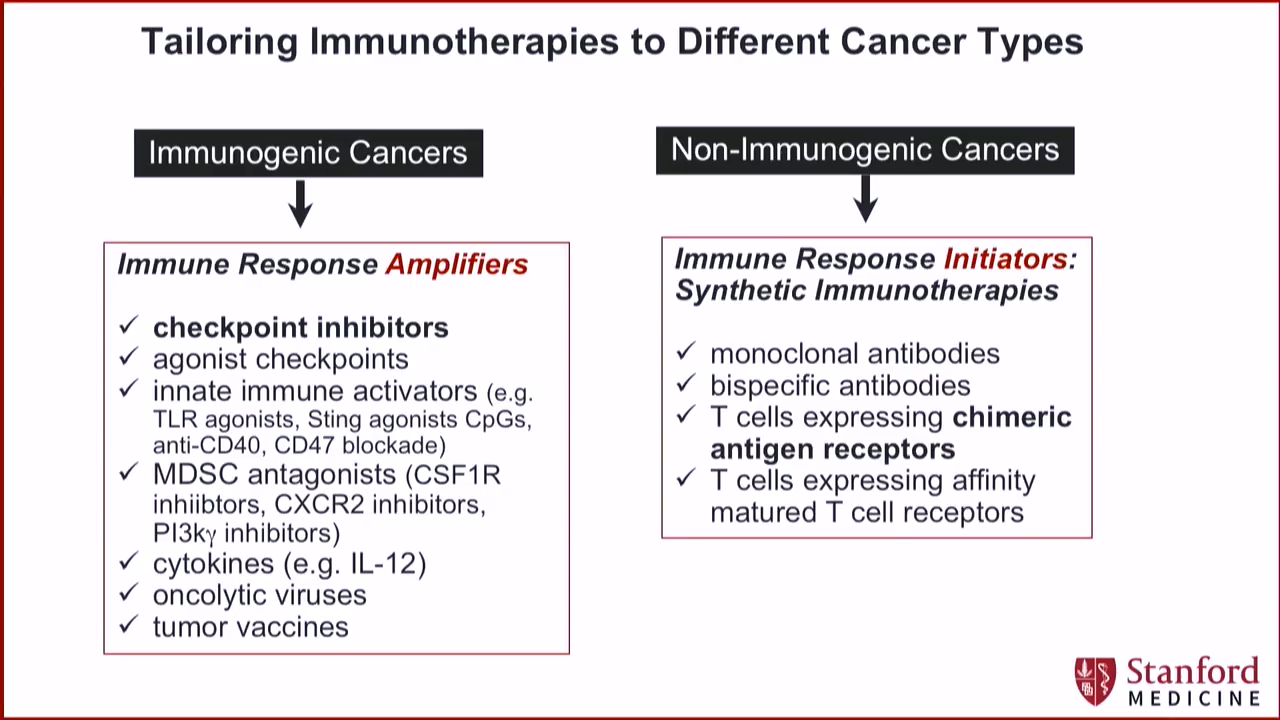 Tailoring Immunotherapies to Different Cancer Types
Immunogenic Cancers
Immune Response Amplifiers
✓ checkpoint inhibitors
✓ agonist checkpoints
✓ innate immune activators (e.g.
TLR agonists, Sting agonists CpGs,
anti-CD40, CD47 blockade)
✓ MDSC antagonists (CSF1R
inhiibtors, CXCR2 inhibitors,
PI3kγ inhibitors)
✓ cytokines (e.g. IL-12)
✓ oncolytic viruses
✓ tumor vaccines
Non-Immunogenic Cancers
Immune Response Initiators:
Synthetic Immunotherapies
✓ monoclonal antibodies
✓ bispecific antibodies
✓ T cells expressing chimeric
antigen receptors
✓ T cells expressing affinity
matured T cell receptors
Stanford
MEDICINE